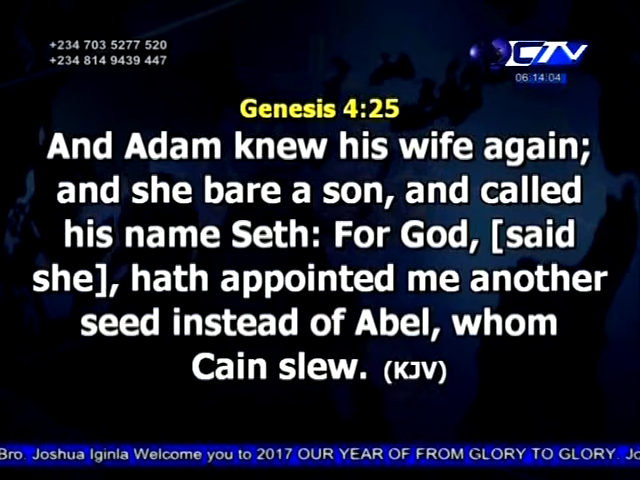 +234 703 5277 520
+234 814 9439 447
CTV
06:14:04
Genesis 4:25
And Adam knew his wife again;
and she bare a son, and called
his name Seth: For God, [said
she], hath appointed me another
seed instead of Abel, whom
Cain slew. (KJV)
Bro. Joshua Iginla Welcome you to 2017 OUR YEAR OF FROM GLORY TO GLORY. Jo